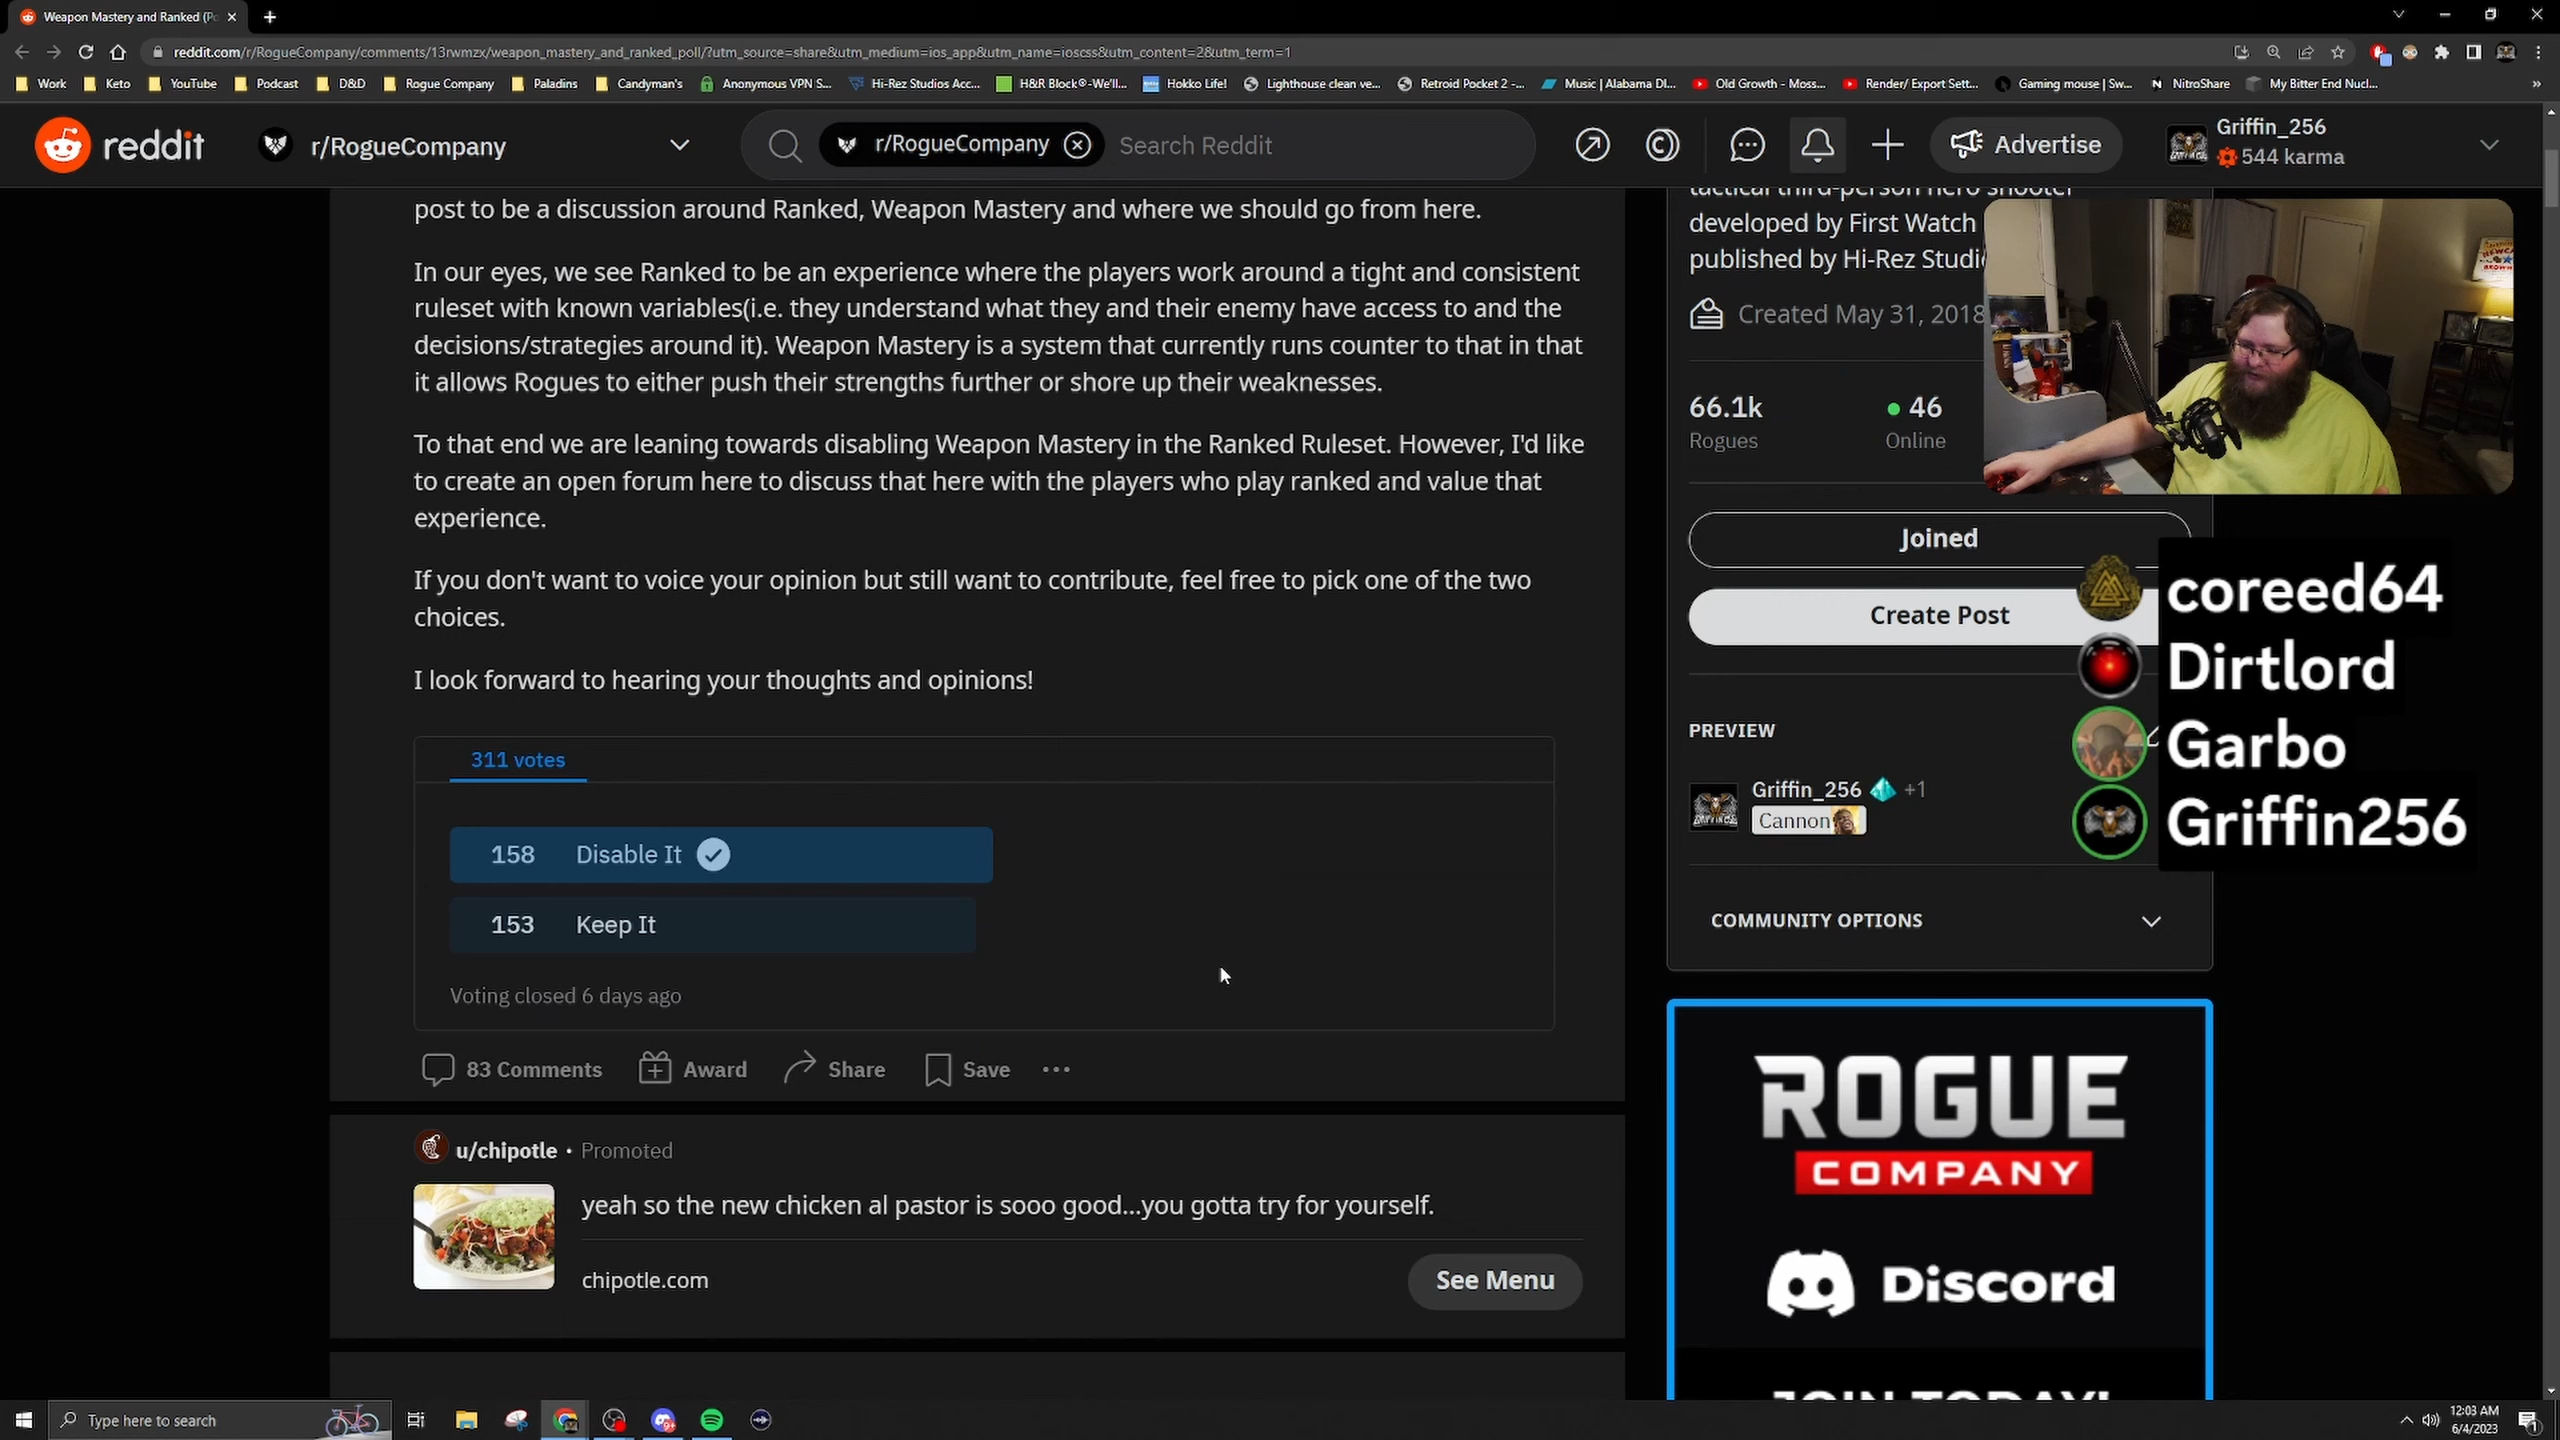 Weapon Mastery and Ranked (Po
reddit.com/r/RogueCompany/comments/13rwmzx/weapon_mastery_and_ranked_poll/?utm_source=share&utm_medium=ios_app&utm_name=ioscss&utm_content=2&utm_term=1
Work Keto YouTube Podcast D&D Rogue Company Paladins Candyman's Anonymous VPN S... Hi-Rez Studios Acc... H&R Block®-We'll... Hokko Life! Lighthouse clean ve... Retroid Pocket 2 -... Music | Alabama DI... Old Growth - Moss... Render/ Export Sett... Gaming mouse | Sw... NitroShare My Bitter End Nucl... »
reddit r/RogueCompany r/RogueCompany Search Reddit Advertise Griffin_256
544 karma
post to be a discussion around Ranked, Weapon Mastery and where we should go from here.
In our eyes, we see Ranked to be an experience where the players work around a tight and consistent
ruleset with known variables(i.e. they understand what they and their enemy have access to and the
decisions/strategies around it). Weapon Mastery is a system that currently runs counter to that in that
it allows Rogues to either push their strengths further or shore up their weaknesses.
To that end we are leaning towards disabling Weapon Mastery in the Ranked Ruleset. However, I'd like
to create an open forum here to discuss that here with the players who play ranked and value that
experience.
If you don't want to voice your opinion but still want to contribute, feel free to pick one of the two
choices.
I look forward to hearing your thoughts and opinions!
311 votes
158 Disable It
153 Keep It
Voting closed 6 days ago
83 Comments Award Share Save ...
u/chipotle • Promoted
yeah so the new chicken al pastor is sooo good...you gotta try for yourself.
chipotle.com
See Menu
tactical third-person hero shooter
developed by First Watch
published by Hi-Rez Studi
Created May 31, 2018
66.1k 46
Rogues Online
Joined
Create Post
PREVIEW
Griffin_256 +1
Cannon
COMMUNITY OPTIONS
coreed64
Dirtlord
Garbo
Griffin256
ROGUE
COMPANY
Discord
JOIN TODAY!
Type here to search
12:03 AM
6/4/2023